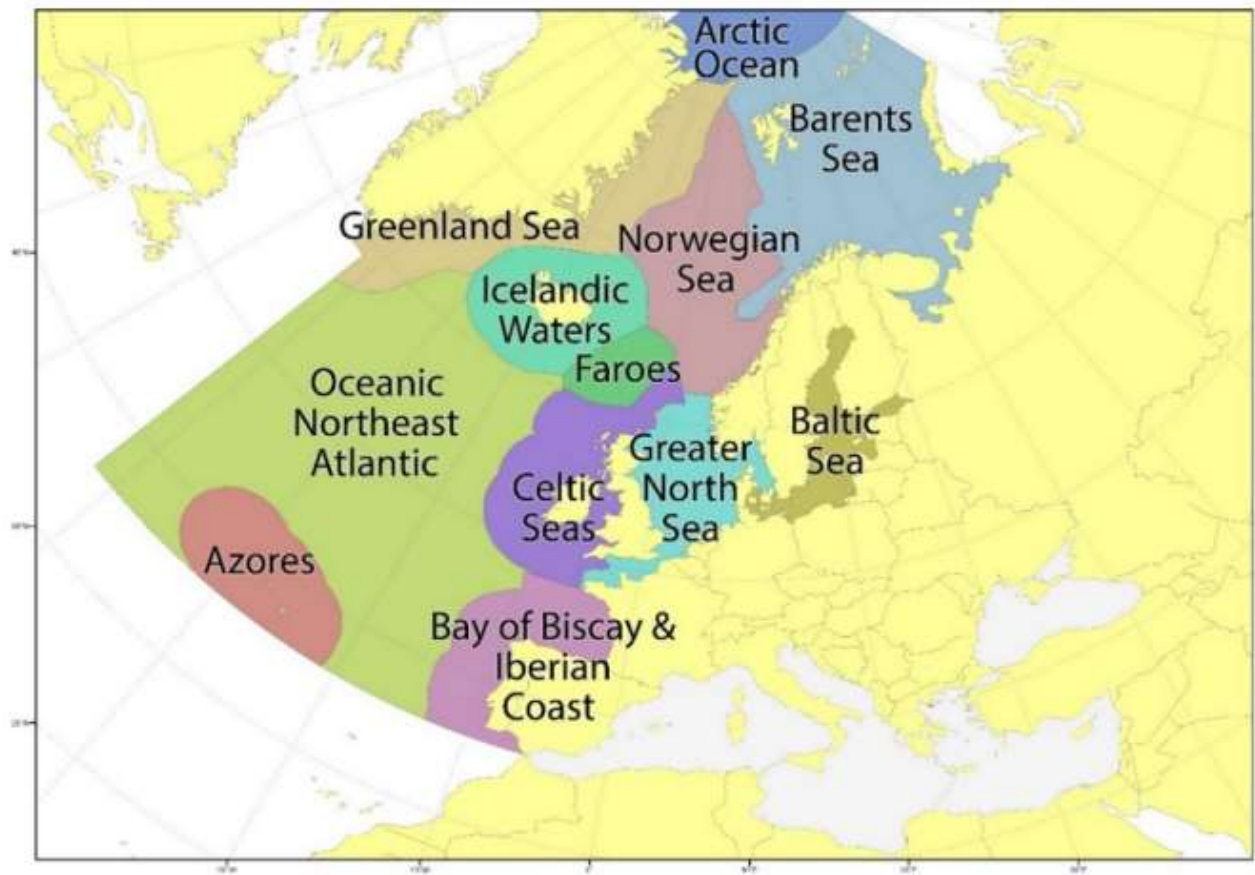 Arctic
Ocean
Barents
Sea
Greenland Sea
Norwegian
Sea
Icelandic
Waters
Faroes
Oceanic
Northeast
Atlantic
Baltic
Sea
Greater
North
Sea
Celtic
Seas
Azores
Bay of Biscay &
Iberian
Coast